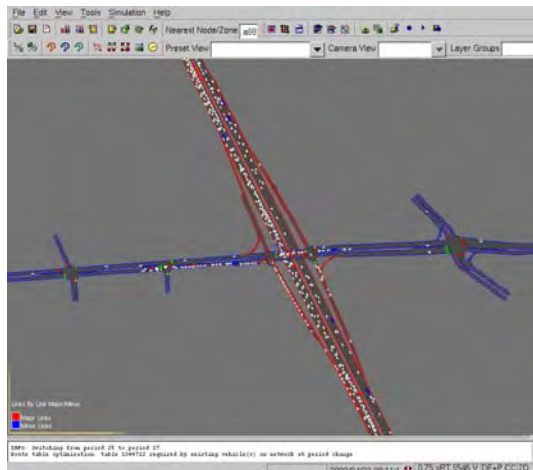 File Edit View Tools Simulation Help
Nearest Node/Zone a88
Preset View Camera View Layer Groups
Links By Link Major/Minor
Major Links
Minor Links
INFO: Switching from period 26 to period 27
Route table optimisation: table required by existing vehicle(s) on network at period change